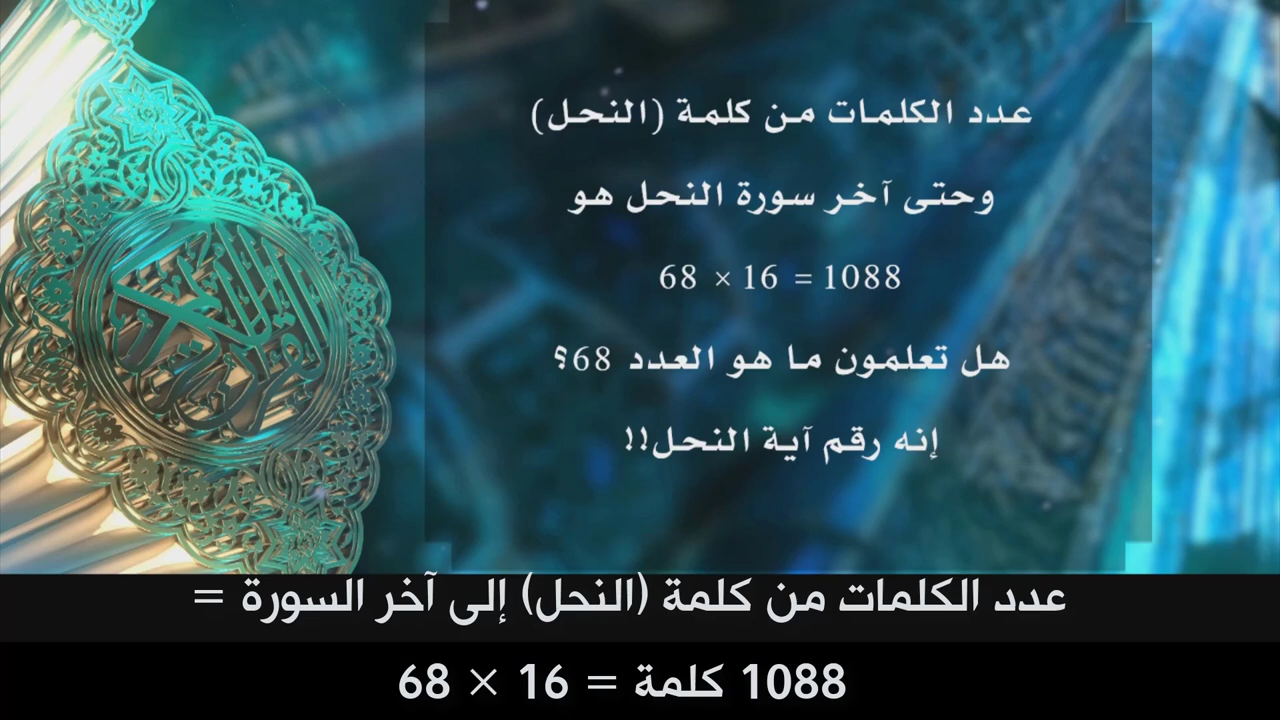 عدد الكلمات من كلمة (النحل)
وحتى آخر سورة النحل هو
68 × 16 = 1088
هل تعلمون ما هو العدد 68؟
إنه رقم آية النحل!!
عدد الكلمات من كلمة (النحل) إلى آخر السورة =
1088 كلمة = 16 × 68